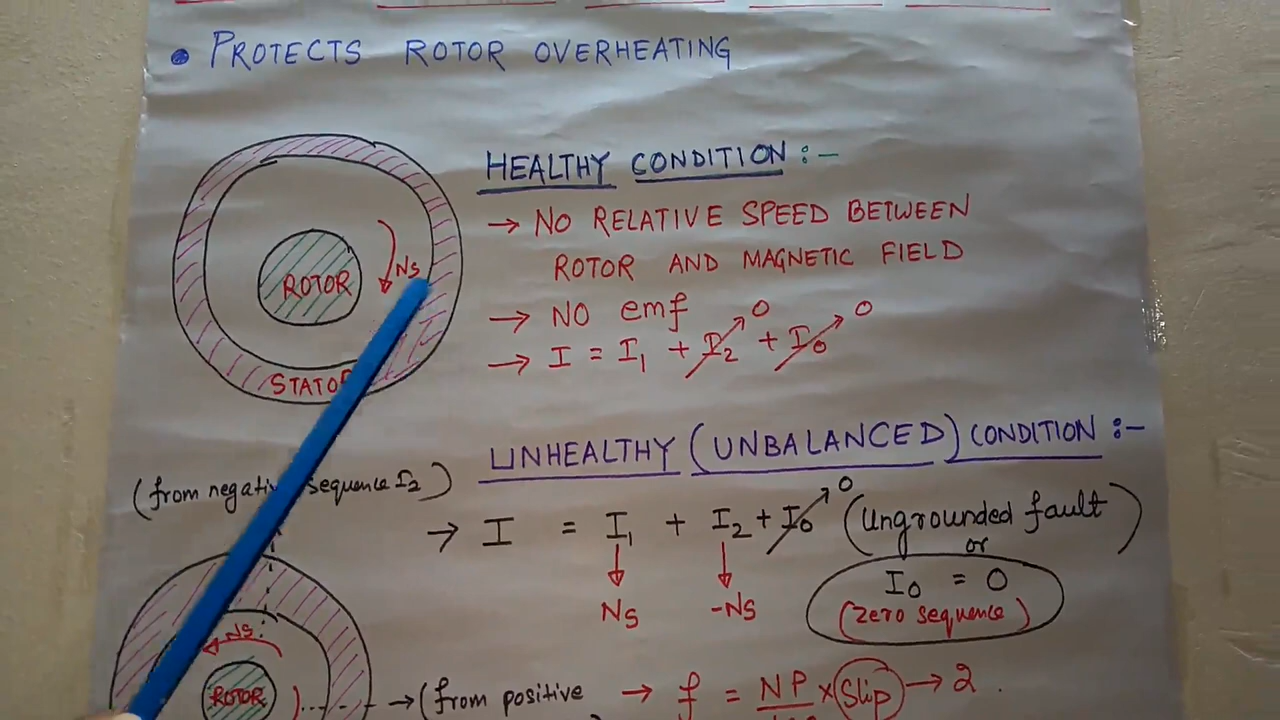 • PROTECTS ROTOR OVERHEATING
HEALTHY CONDITION :-
→ NO RELATIVE SPEED BETWEEN
ROTOR AND MAGNETIC FIELD
→ NO emf
→ I = I₁ + I₂ ↗ 0 + I₀ ↗ 0
ROTOR
Ns
UNHEALTHY (UNBALANCED) CONDITION :-
(from sequence I₂)
→ I = I₁ + I₂ + I₀ ↗ 0 (Ungrounded fault)
or
I₀ = 0
(zero sequence)
Ns
-Ns
Ns
ROTOR
→ (from positive
→ f = NP × Slip → 2